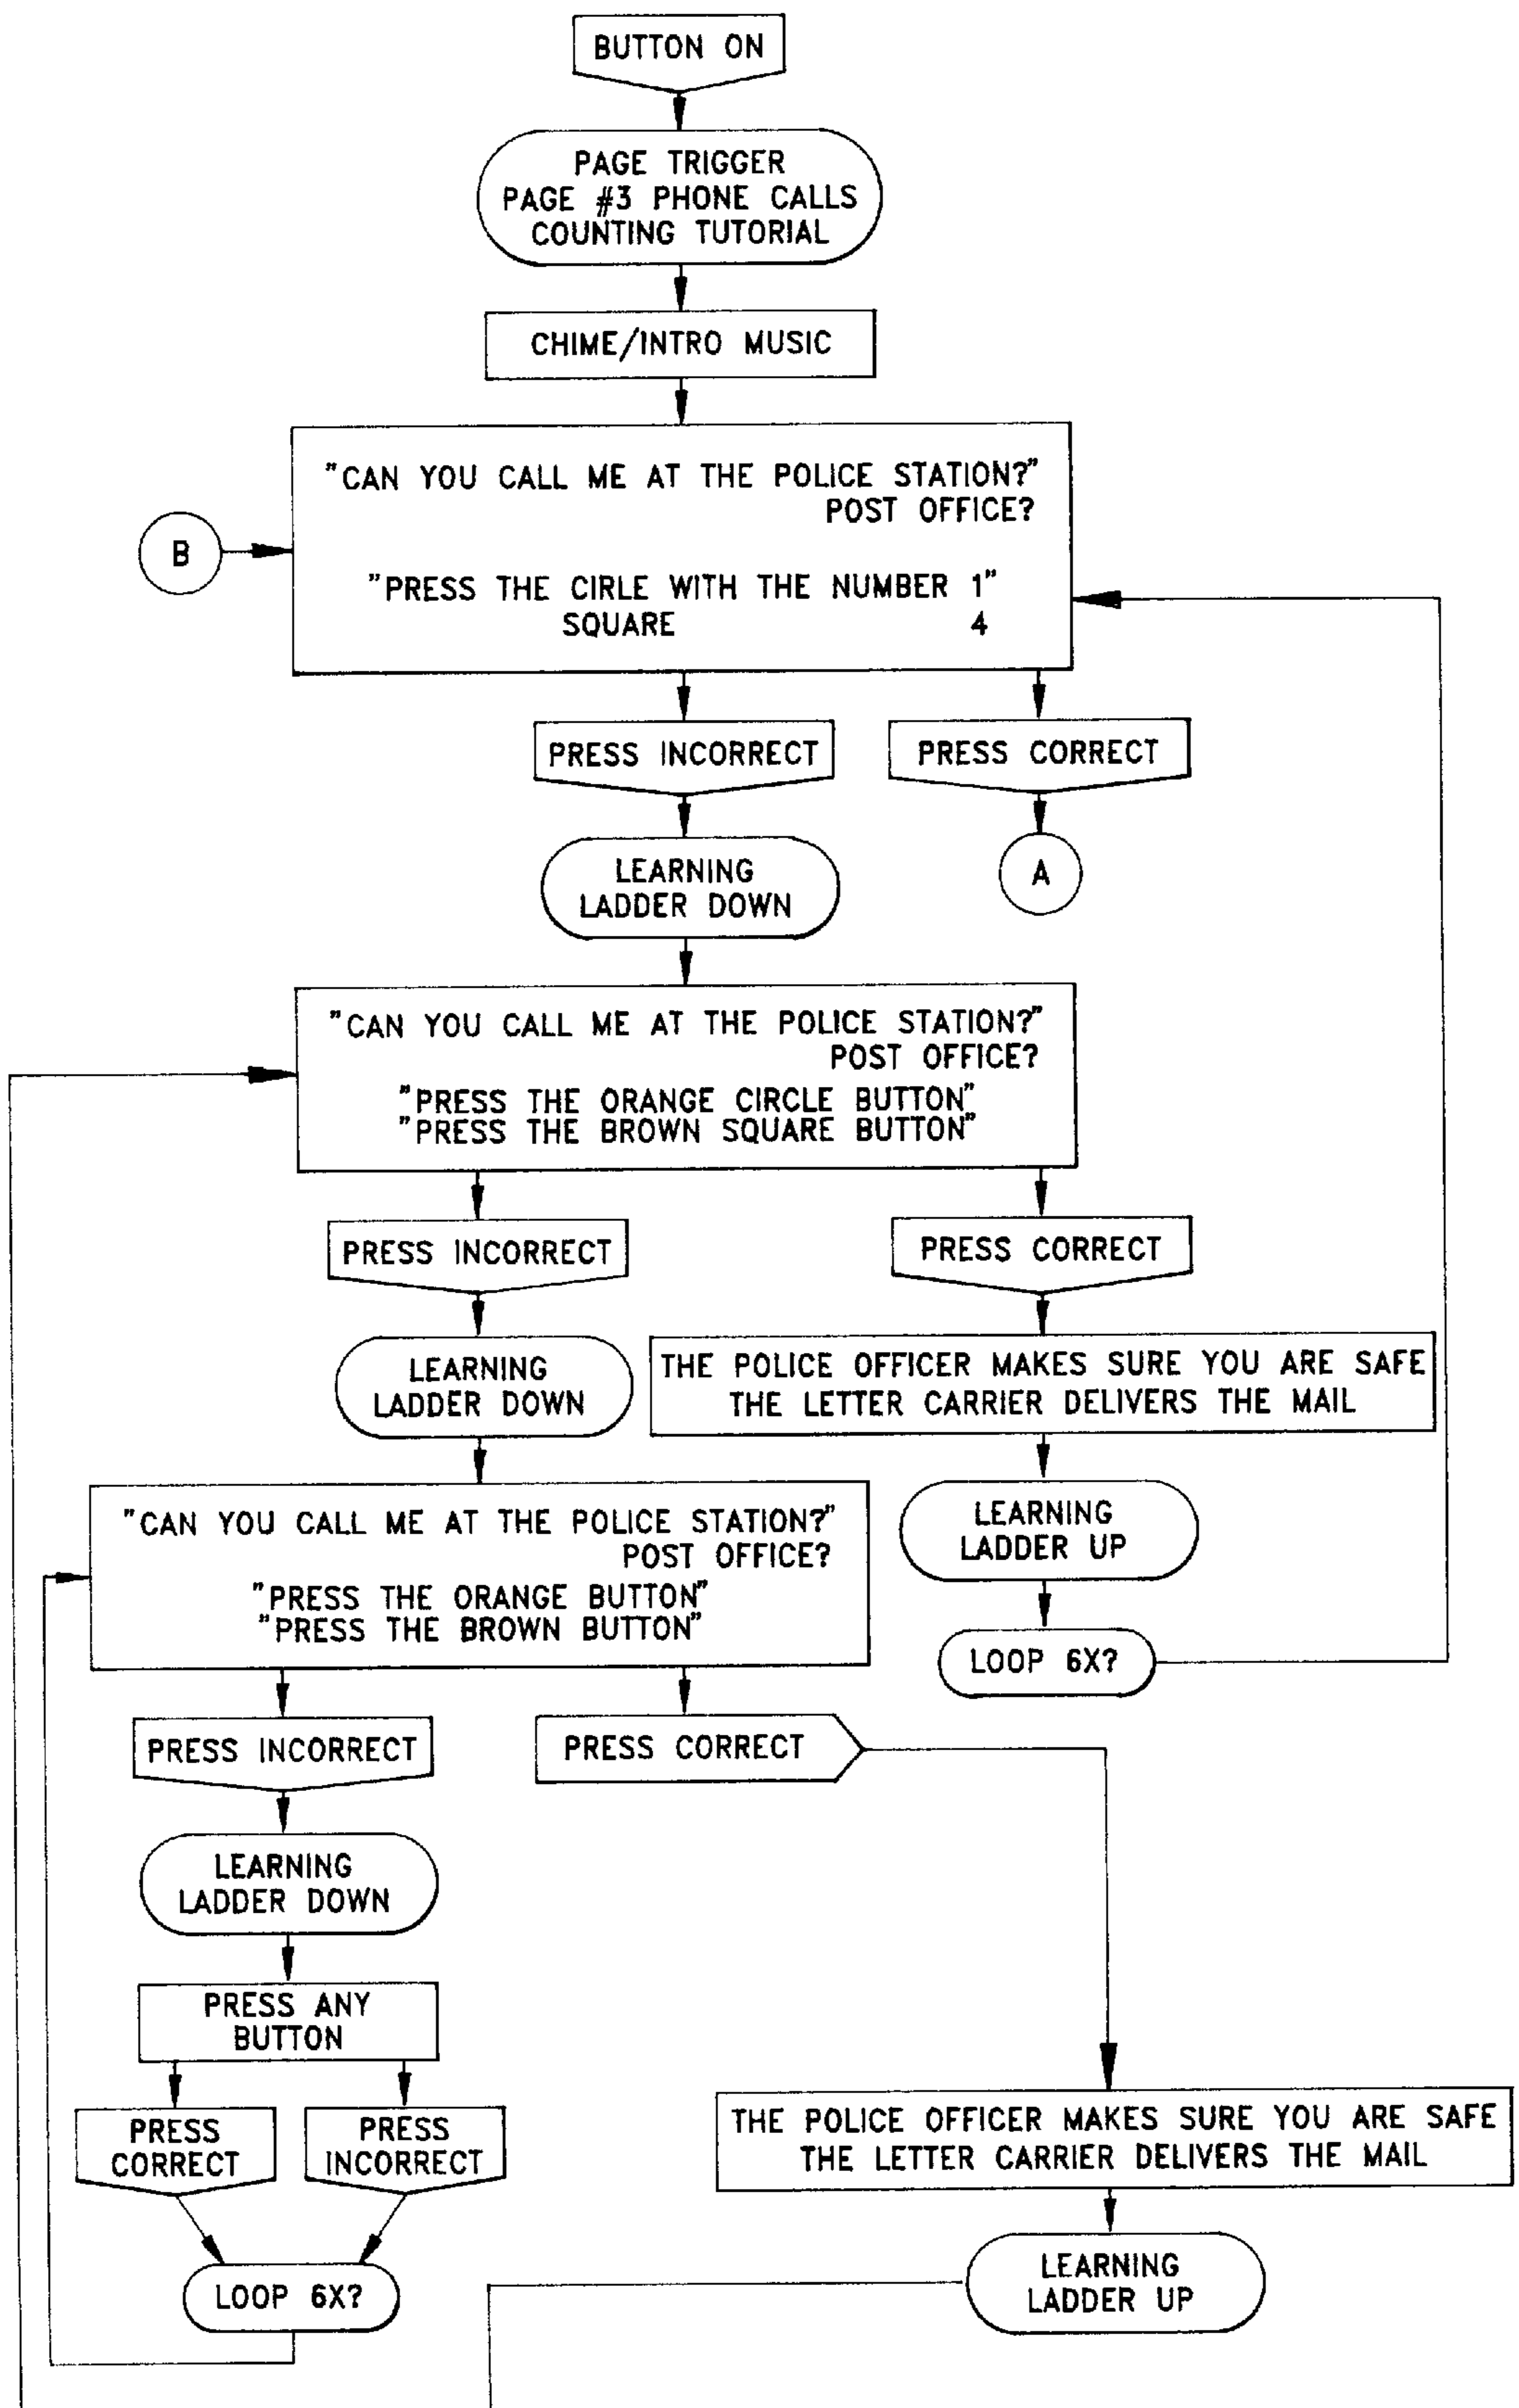 BUTTON ON
PAGE TRIGGER
PAGE #3 PHONE CALLS
COUNTING TUTORIAL
CHIME/INTRO MUSIC
"CAN YOU CALL ME AT THE POLICE STATION?"
POST OFFICE?
B
"PRESS THE CIRLE WITH THE NUMBER 1"
SQUARE 4
PRESS INCORRECT
PRESS CORRECT
LEARNING
LADDER DOWN
A
"CAN YOU CALL ME AT THE POLICE STATION?"
POST OFFICE?
"PRESS THE ORANGE CIRCLE BUTTON"
"PRESS THE BROWN SQUARE BUTTON"
PRESS INCORRECT
PRESS CORRECT
LEARNING
LADDER DOWN
THE POLICE OFFICER MAKES SURE YOU ARE SAFE
THE LETTER CARRIER DELIVERS THE MAIL
LEARNING
LADDER UP
LOOP 6X?
"CAN YOU CALL ME AT THE POLICE STATION?"
POST OFFICE?
"PRESS THE ORANGE BUTTON"
"PRESS THE BROWN BUTTON"
PRESS INCORRECT
PRESS CORRECT
LEARNING
LADDER DOWN
PRESS ANY
BUTTON
PRESS
CORRECT
PRESS
INCORRECT
LOOP 6X?
THE POLICE OFFICER MAKES SURE YOU ARE SAFE
THE LETTER CARRIER DELIVERS THE MAIL
LEARNING
LADDER UP